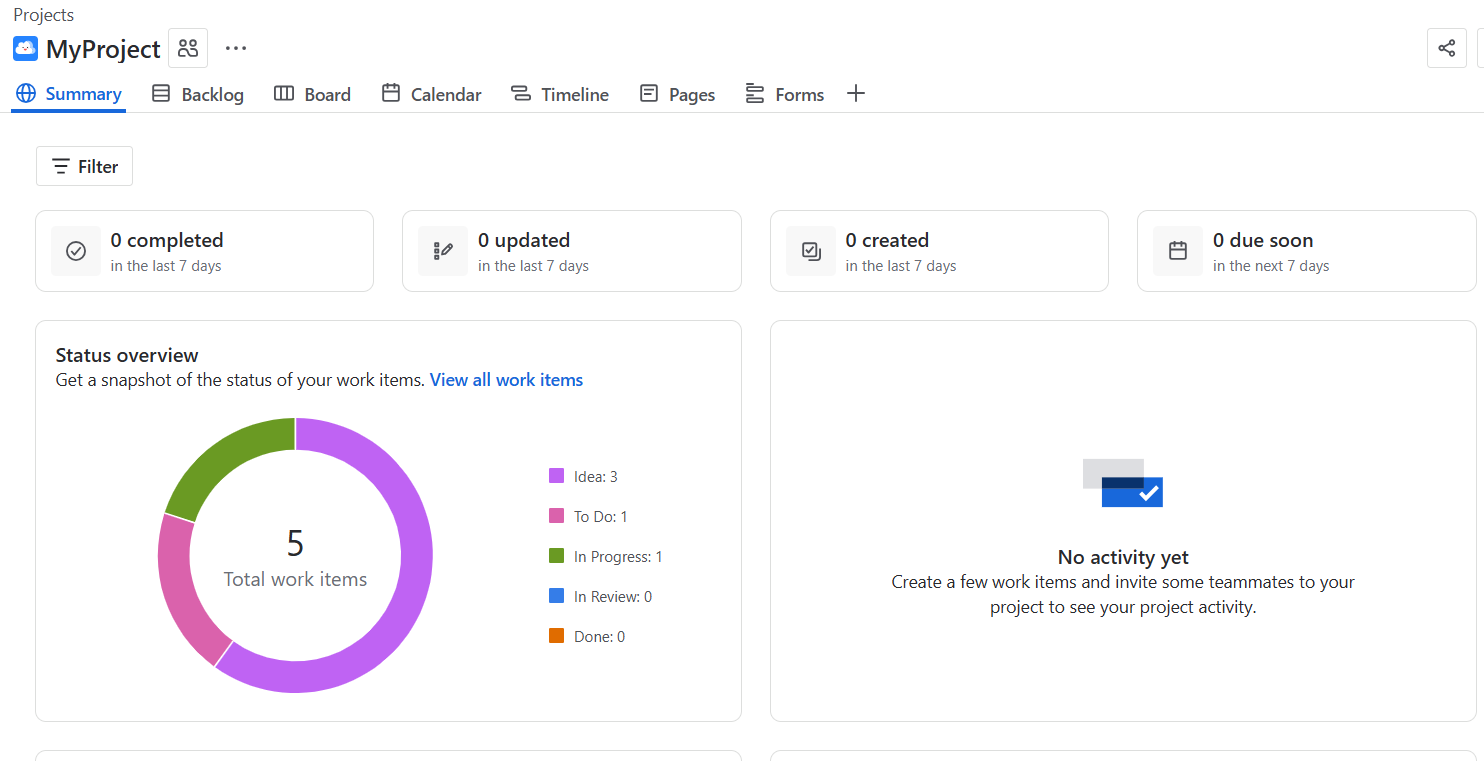 Projects
MyProject
Summary
Backlog
Board
Calendar
Timeline
Pages
Forms
Filter
0 completed
in the last 7 days
0 updated
in the last 7 days
0 created
in the last 7 days
0 due soon
in the next 7 days
Status overview
Get a snapshot of the status of your work items. View all work items
5
Total work items
Idea: 3
To Do: 1
In Progress: 1
In Review: 0
Done: 0
No activity yet
Create a few work items and invite some teammates to your
project to see your project activity.